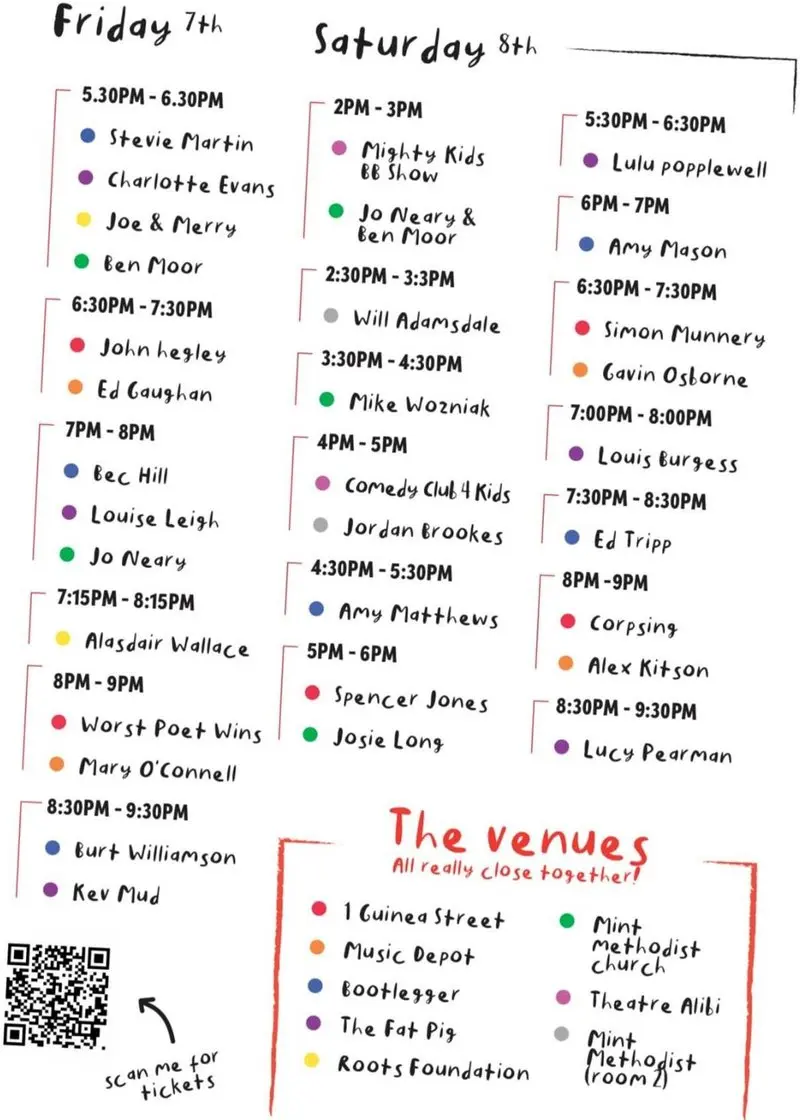 Friday 7th
5.30PM - 6.30PM
Stevie Martin
Charlotte Evans
Joe & Merry
Ben Moor
6:30PM - 7:30PM
John hegley
Ed Gaughan
7PM - 8PM
Bec Hill
Louise Leigh
Jo Neary
7:15PM - 8:15PM
Alasdair Wallace
8PM - 9PM
Worst Poet Wins
Mary O'Connell
8:30PM - 9:30PM
Burt Williamson
Kev Mud
scan me for
tickets
Saturday 8th
2PM - 3PM
Mighty Kids
BB Show
Jo Neary &
Ben Moor
2:30PM - 3:3PM
Will Adamsdale
3:30PM - 4:30PM
Mike Wozniak
4PM - 5PM
Comedy Club 4 Kids
Jordan Brookes
4:30PM - 5:30PM
Amy Matthews
5PM - 6PM
Spencer Jones
Josie Long
5:30PM - 6:30PM
Lulu popplewell
6PM - 7PM
Amy Mason
6:30PM - 7:30PM
Simon Munnery
Gavin Osborne
7:00PM - 8:00PM
Louis Burgess
7:30PM - 8:30PM
Ed Tripp
8PM -9PM
Corpsing
Alex Kitson
8:30PM - 9:30PM
Lucy Pearman
The venues
All really close together!
1 Guinea Street
Music Depot
Bootlegger
The Fat Pig
Roots Foundation
Mint
methodist
church
Theatre Alibi
Mint
Methodist
(room 2)